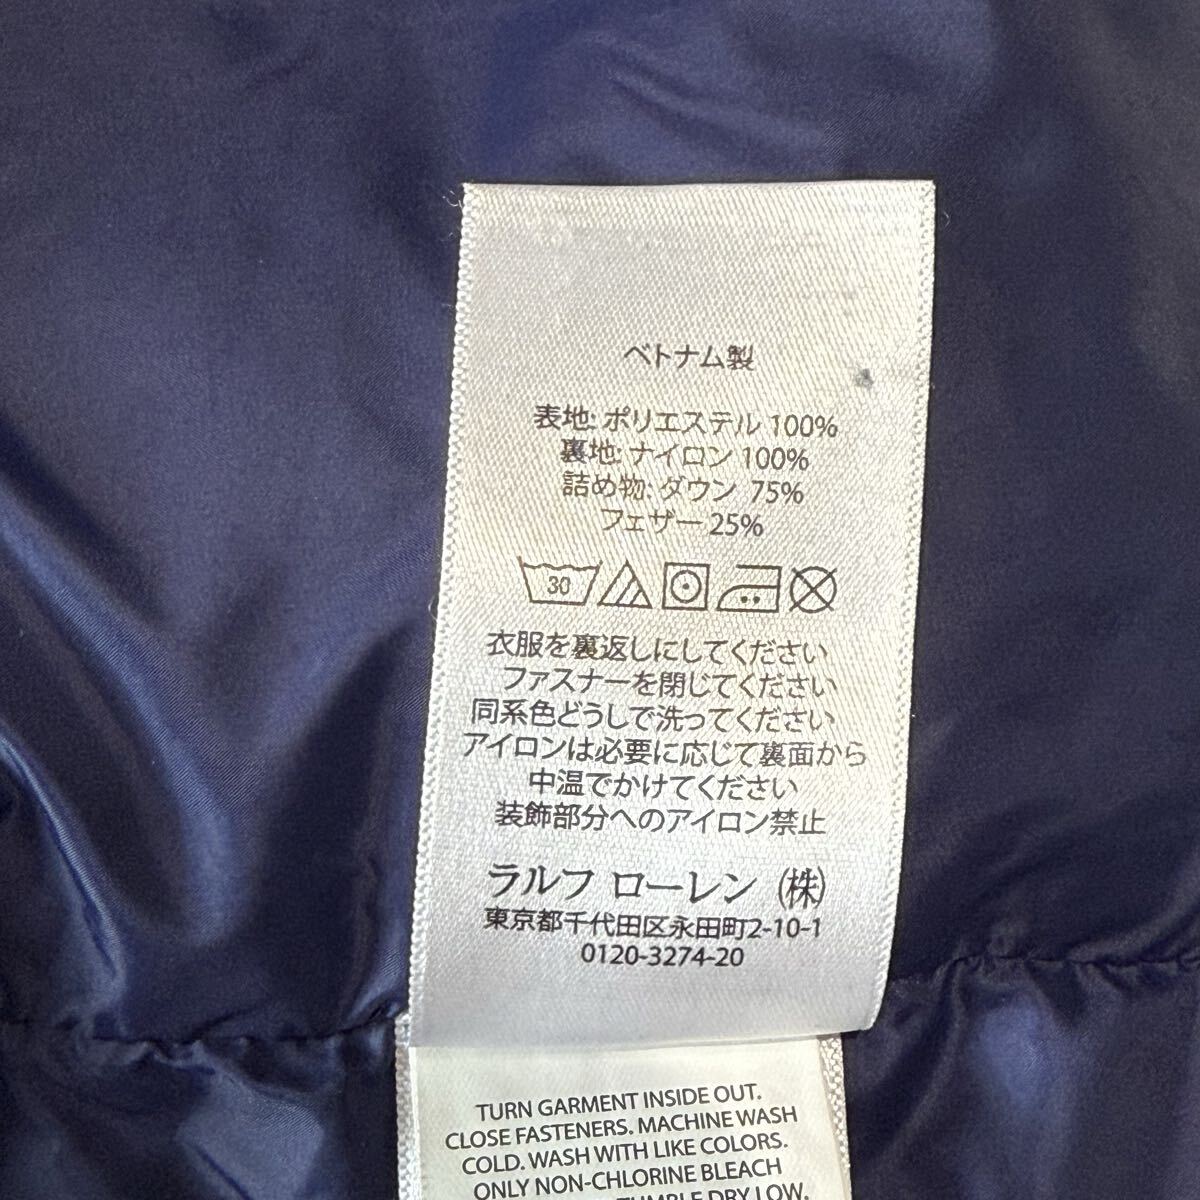 ベトナム製
表地: ポリエステル 100%
裏地: ナイロン 100%
詰め物: ダウン 75%
フェザー 25%
30
衣服を裏返しにしてください
ファスナーを閉じてください
同系色どうしで洗ってください
アイロンは必要に応じて裏面から
中温でかけてください
装飾部分へのアイロン禁止
ラルフ ローレン ㈱
東京都千代田区永田町2-10-1
0120-3274-20
TURN GARMENT INSIDE OUT.
CLOSE FASTENERS. MACHINE WASH
COLD. WASH WITH LIKE COLORS.
ONLY NON-CHLORINE BLEACH
TUMBLE DRY LOW.